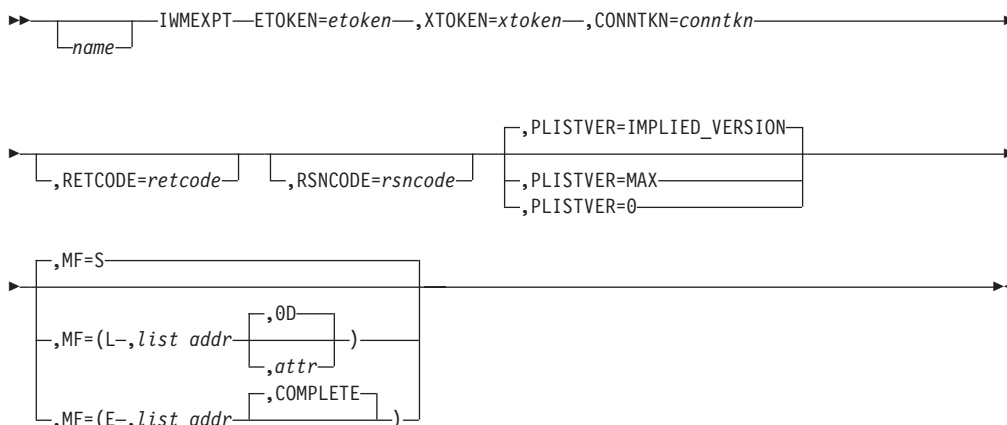 IWMEXPT ETOKEN=etoken ,XTOKEN=xtoken ,CONNTKN=conntkn
name
,PLISTVER=IMPLIED_VERSION
,RETCODE=retcode ,RSNCODE=rsncode ,PLISTVER=MAX
,PLISTVER=0
,MF=S
,0D
,MF=(L ,list addr )
,attr
,COMPLETE
,MF=(E ,list addr )